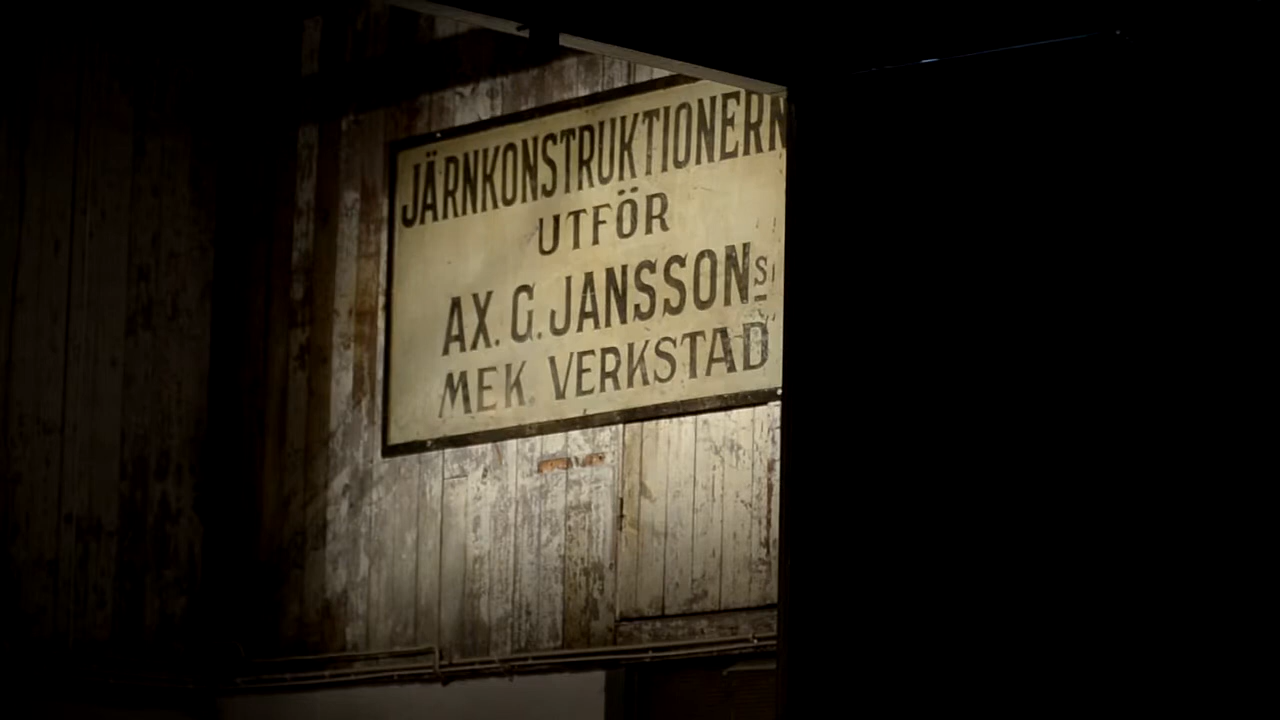 JÄRNKONSTRUKTIONERN
UTFÖR
AX. G. JANSSONS
MEK. VERKSTAD